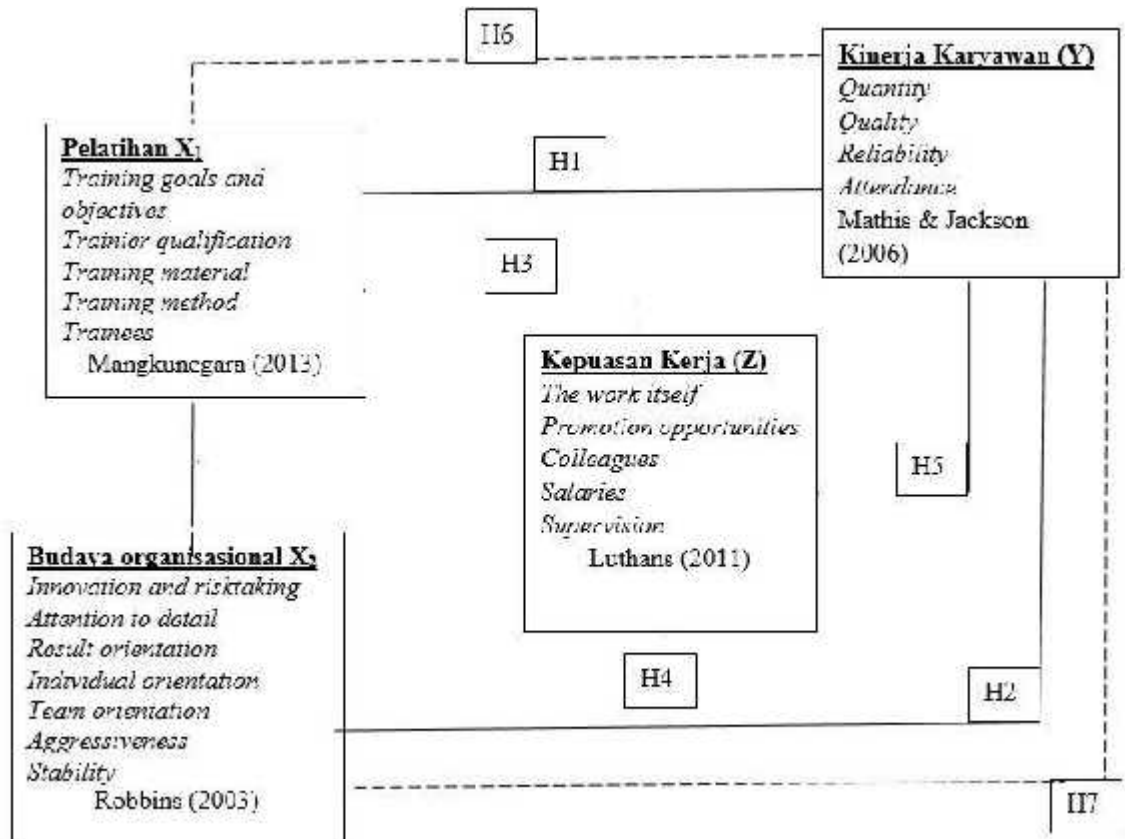 H6
Kinerja Karyawan (Y)
Quantity
Quality
Reliability
Attendance
Mathis & Jackson
(2006)
Pelatihan X1
Training goals and
objectives
Trainier qualification
Training material
Training method
Trainees
Mangkunegara (2013)
H1
H3
Kepuasan Kerja (Z)
The work itself
Promotion opportunities
Colleagues
Salaries
Supervision
Luthans (2011)
H5
Budaya organisasional X2
Innovation and risktaking
Attention to detail
Result orientation
Individual orientation
Team orientation
Aggressiveness
Stability
Robbins (2003)
H4
H2
H7